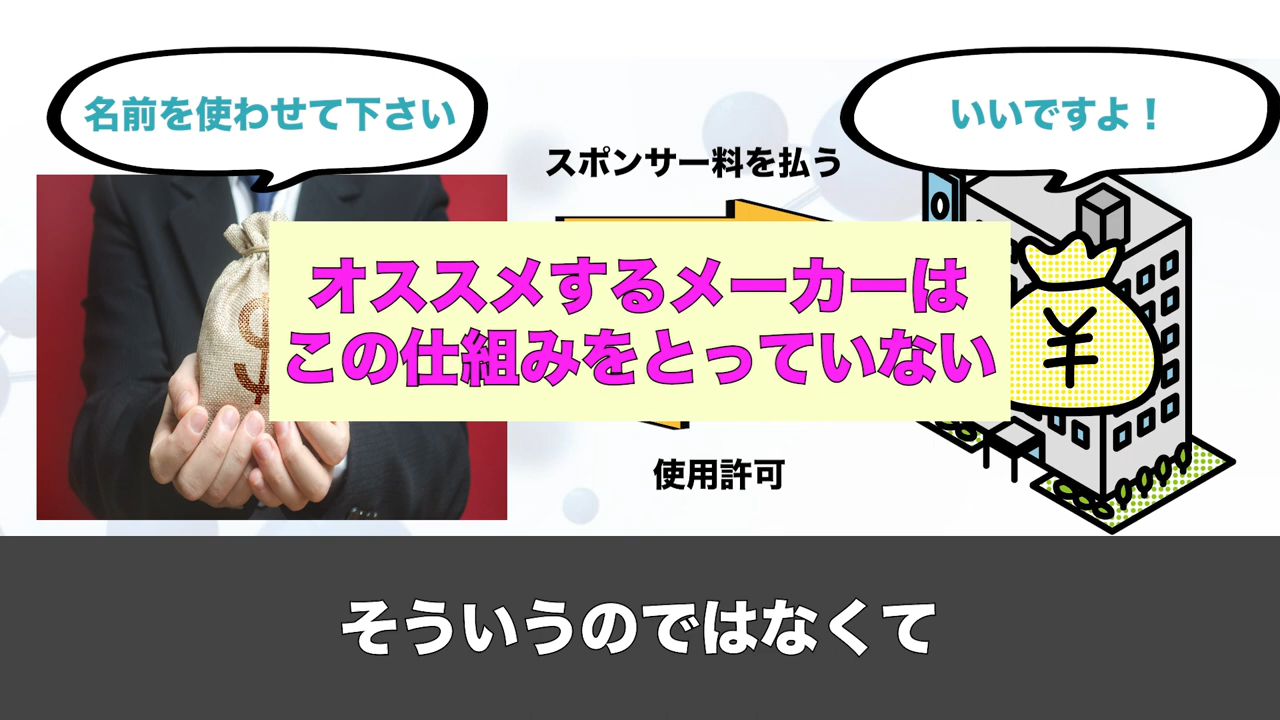 名前を使わせて下さい
いいですよ！
スポンサー料を払う
オススメするメーカーは
この仕組みをとっていない
使用許可
そういうのではなくて